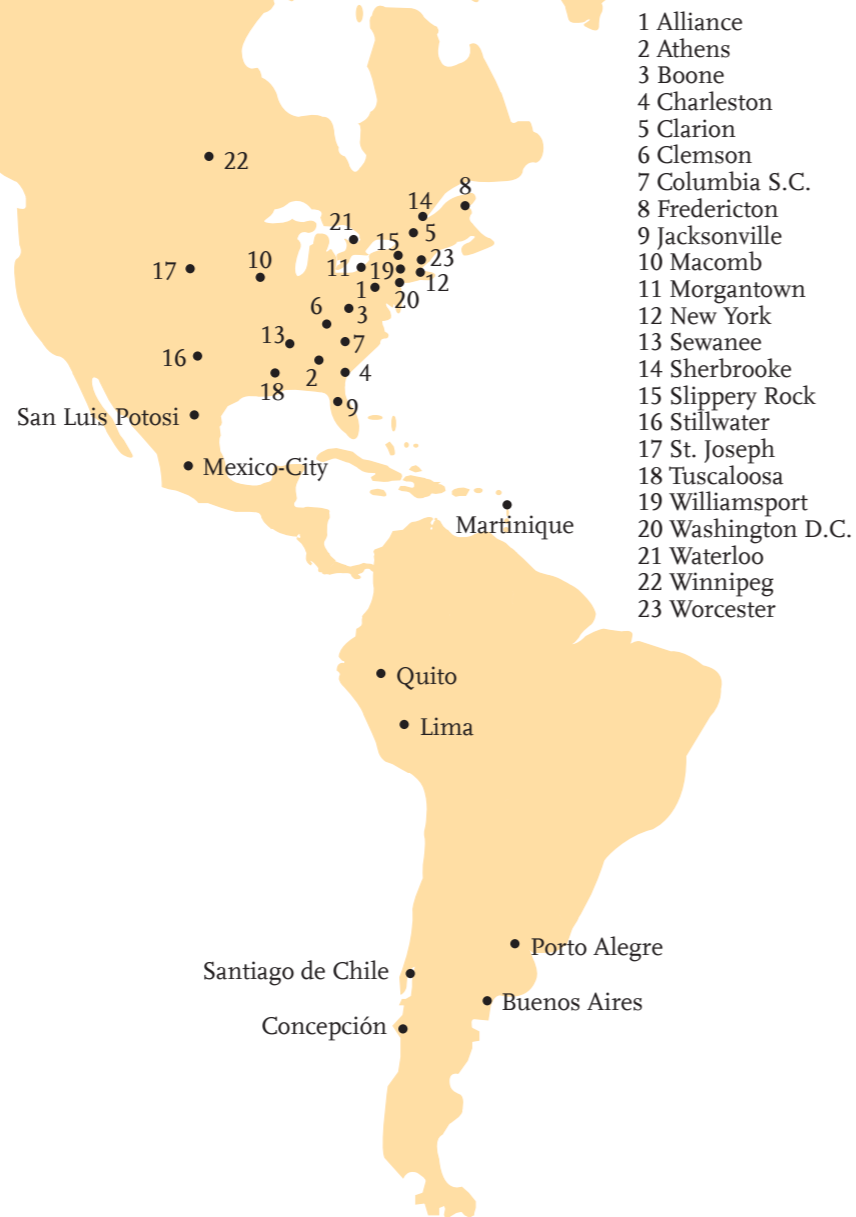 1 Alliance
2 Athens
3 Boone
4 Charleston
5 Clarion
6 Clemson
7 Columbia S.C.
8 Fredericton
9 Jacksonville
10 Macomb
11 Morgantown
12 New York
13 Sewanee
14 Sherbrooke
15 Slippery Rock
16 Stillwater
17 St. Joseph
18 Tuscaloosa
19 Williamsport
20 Washington D.C.
21 Waterloo
22 Winnipeg
23 Worcester
22
8
14
21
5
15
23
10
17
11
19
12
1
20
6
3
13
7
16
2
4
18
9
San Luis Potosi
Mexico-City
Martinique
Quito
Lima
Porto Alegre
Santiago de Chile
Buenos Aires
Concepción